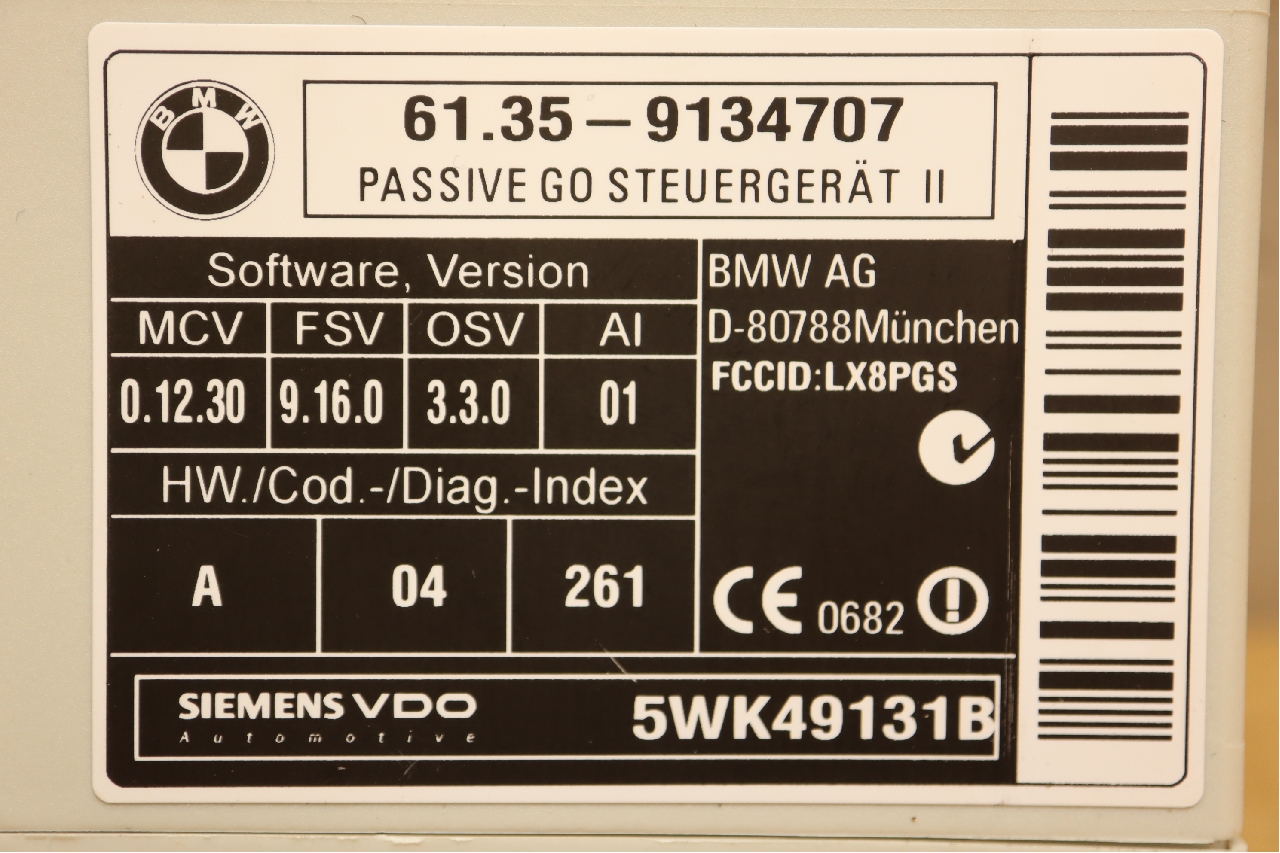 BMW
61.35 – 9134707
PASSIVE GO STEUERGERÄT II
Software, Version
MCV FSV OSV AI
0.12.30 9.16.0 3.3.0 01
HW./Cod.-/Diag.-Index
A 04 261
BMW AG
D-80788München
FCCID:LX8PGS
CE 0682
SIEMENS VDO
Automotive
5WK49131B